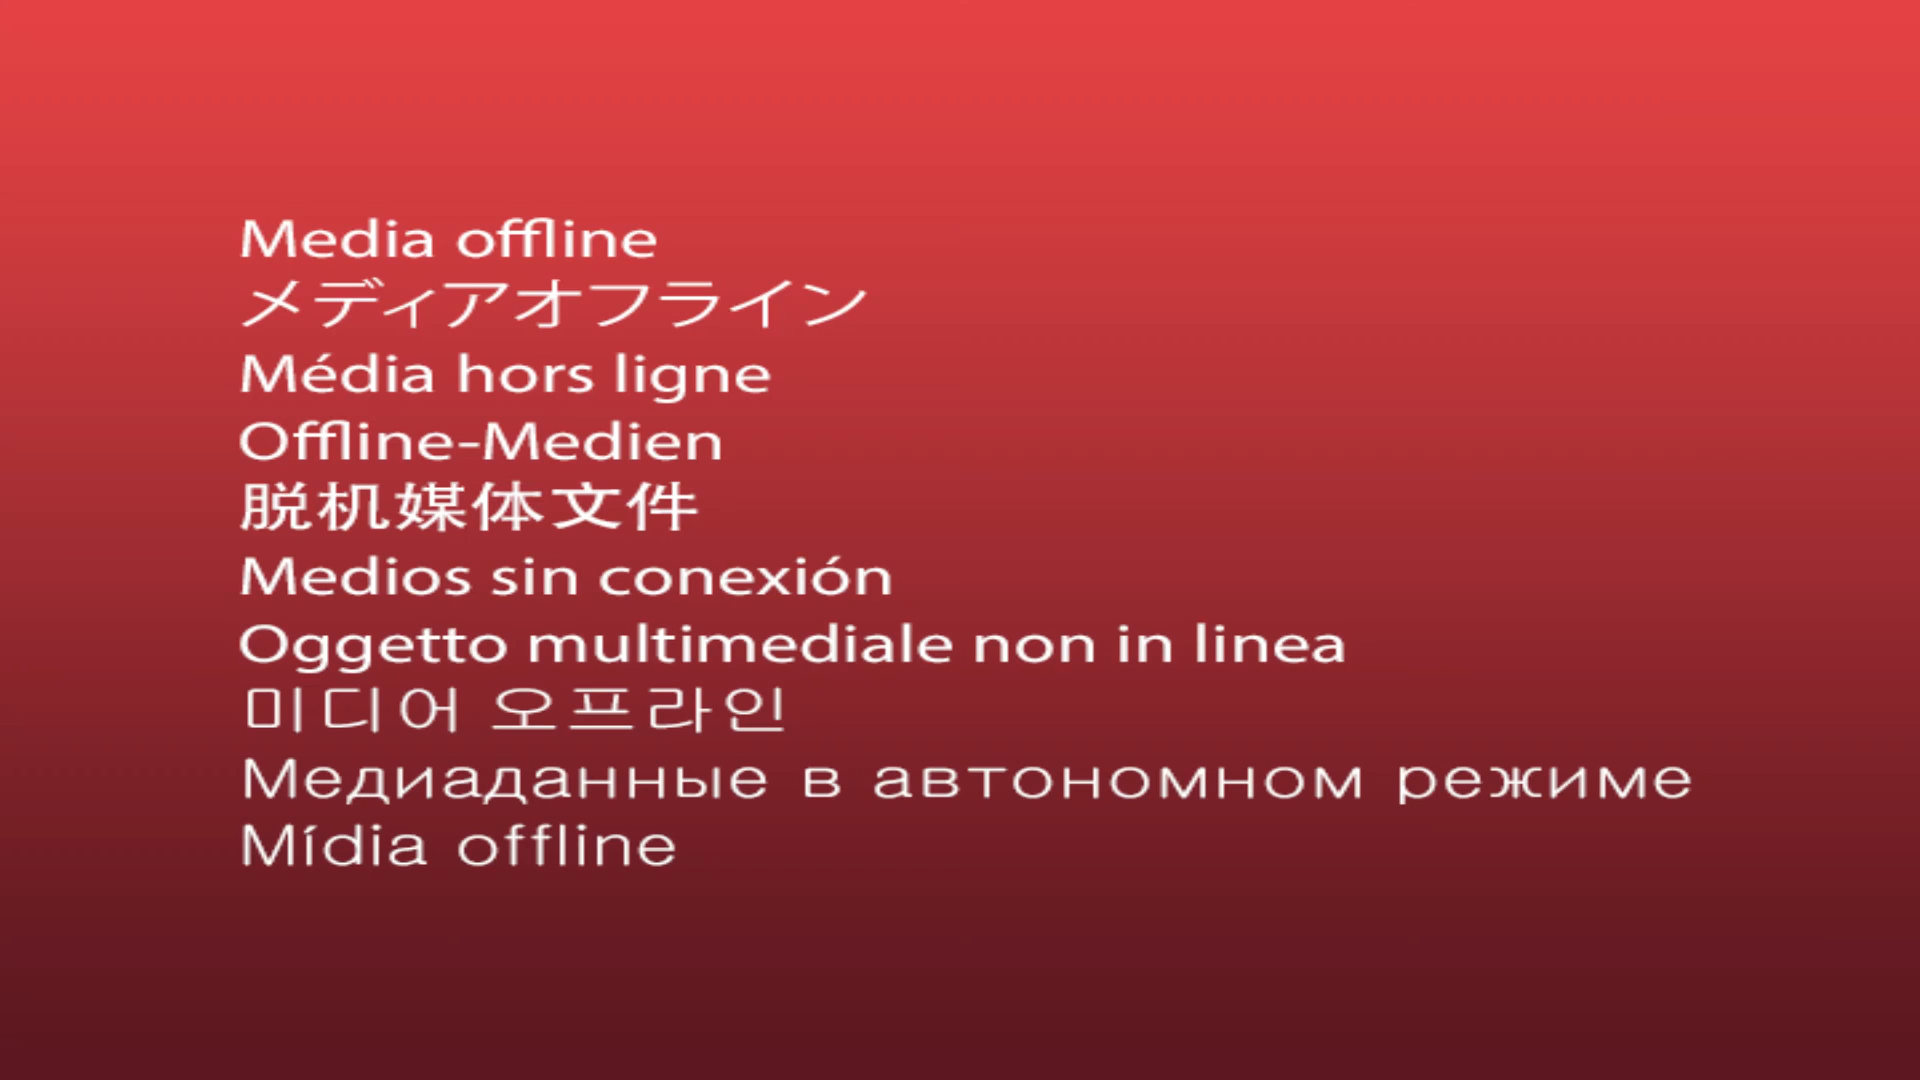 Media offline
メディアオフライン
Média hors ligne
Offline-Medien
脱机媒体文件
Medios sin conexión
Oggetto multimediale non in linea
미디어 오프라인
Медиаданные в автономном режиме
Mídia offline